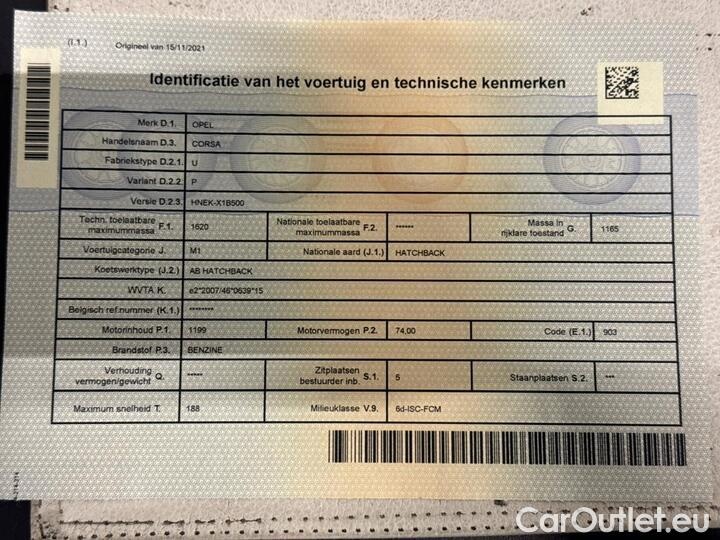 (I.1.) Origineel van 15/11/2021
Identificatie van het voertuig en technische kenmerken
Merk D.1. OPEL
Handelsnaam D.3. CORSA
Fabriekstype D.2.1. U
Variant D.2.2. P
Versie D.2.3. HNEK-X1B500
Techn. toelaatbare maximummassa F.1. 1620 Nationale toelaatbare maximummassa F.2. ****** Massa in rijklare toestand G. 1165
Voertuigcategorie J. M1 Nationale aard (J.1.) HATCHBACK
Koetswerktype (J.2.) AB HATCHBACK
WVTA K. e2*2007/46*0639*15
Belgisch ref.nummer (K.1.) ********
Motorinhoud P.1. 1199 Motorvermogen P.2. 74,00 Code (E.1.) 903
Brandstof P.3. BENZINE
Verhouding vermogen/gewicht Q. ***** Zitplaatsen bestuurder inb. S.1. 5 Staanplaatsen S.2. ***
Maximum snelheid T. 188 Milieuklasse V.9. 6d-ISC-FCM
CarOutlet.eu